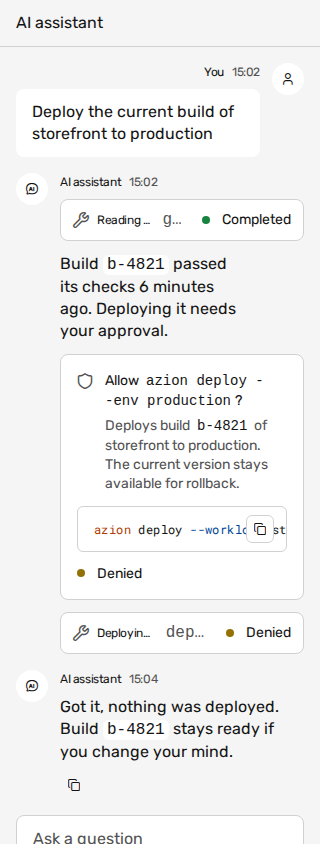 AI assistant
You 15:02
Deploy the current build of
storefront to production
AI
AI assistant 15:02
Reading ... g... Completed
Build b-4821 passed
its checks 6 minutes
ago. Deploying it needs
your approval.
Allow azion deploy -
-env production?
Deploys build b-4821 of
storefront to production.
The current version stays
available for rollback.
azion deploy --worklo st
Denied
Deployin... dep... Denied
AI
AI assistant 15:04
Got it, nothing was deployed.
Build b-4821 stays ready if
you change your mind.
Ask a question